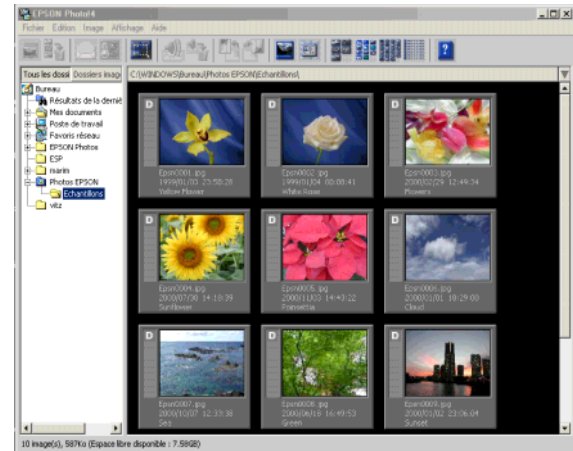 EPSON Photo!4
Fichier Edition Image Affichage Aide
Tous les dossi Dossiers imag
C:\WINDOWS\Bureau\Photos EPSON\Echantillons\
Bureau
Résultats de la derniè
Mes documents
Poste de travail
Favoris réseau
EPSON Photos
ESP
marim
Photos EPSON
Echantillons
vitz
D
Epsn0001.jpg
1999/01/03 23:58:28
Yellow Flower
D
Epsn0002.jpg
1999/01/04 00:08:41
White Rose
D
Epsn0003.jpg
2000/02/29 12:49:34
Flowers
D
Epsn0004.jpg
2000/07/30 14:10:39
Sunflower
D
Epsn0005.jpg
2000/11/03 14:43:22
Poinsettia
D
Epsn0006.jpg
2000/01/01 18:29:00
Cloud
D
Epsn0007.jpg
2000/10/07 12:33:38
Sea
D
Epsn0008.jpg
2000/06/18 16:49:53
Green
D
Epsn0009.jpg
2000/01/02 23:06:04
Sunset
10 image(s), 587Ko (Espace libre disponible : 7.58GB)